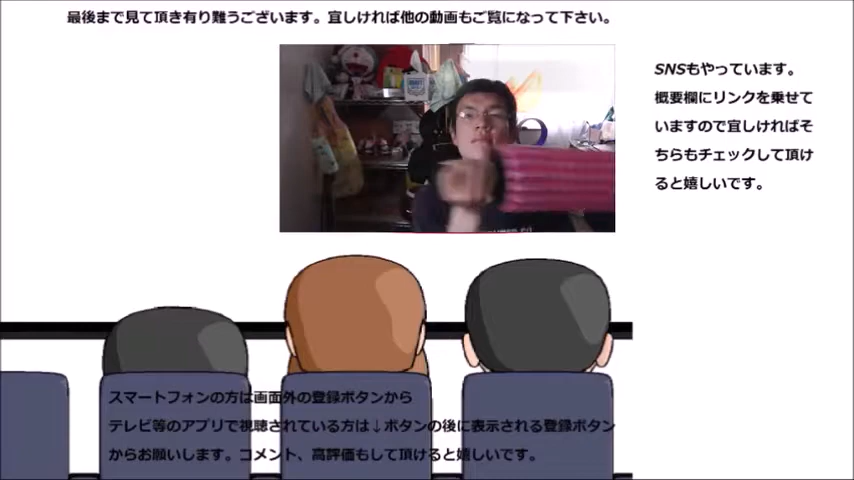 最後まで見て頂き有り難うございます。宜しければ他の動画もご覧になって下さい。
SNSもやっています。
概要欄にリンクを乗せて
いますので宜しければそ
ちらもチェックして頂け
ると嬉しいです。
スマートフォンの方は画面外の登録ボタンから
テレビ等のアプリで視聴されている方は↓ボタンの後に表示される登録ボタン
からお願いします。コメント、高評価もして頂けると嬉しいです。